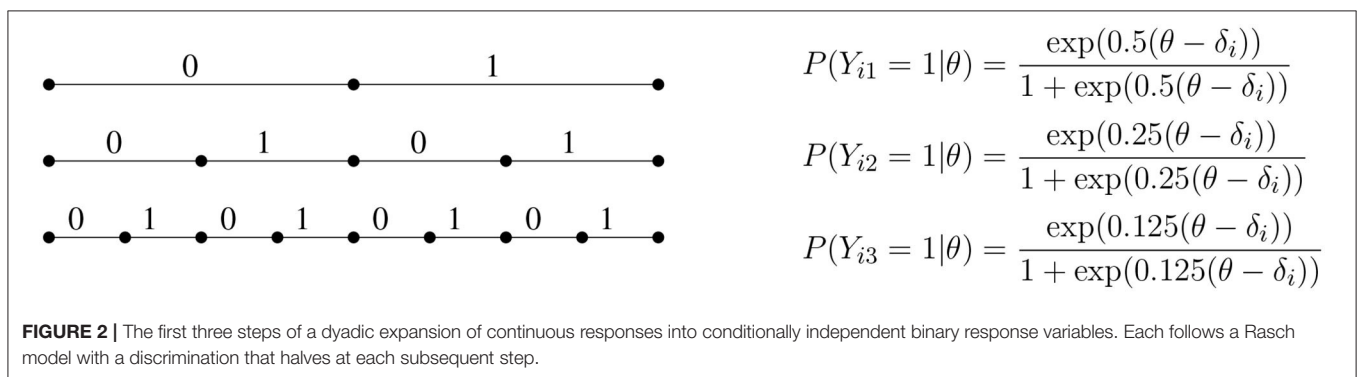 0 1
P(Y_{i1} = 1|θ) = exp(0.5(θ − δ_i)) / 1 + exp(0.5(θ − δ_i))
0 1 0 1
P(Y_{i2} = 1|θ) = exp(0.25(θ − δ_i)) / 1 + exp(0.25(θ − δ_i))
0 1 0 1 0 1 0 1
P(Y_{i3} = 1|θ) = exp(0.125(θ − δ_i)) / 1 + exp(0.125(θ − δ_i))
FIGURE 2 | The first three steps of a dyadic expansion of continuous responses into conditionally independent binary response variables. Each follows a Rasch
model with a discrimination that halves at each subsequent step.